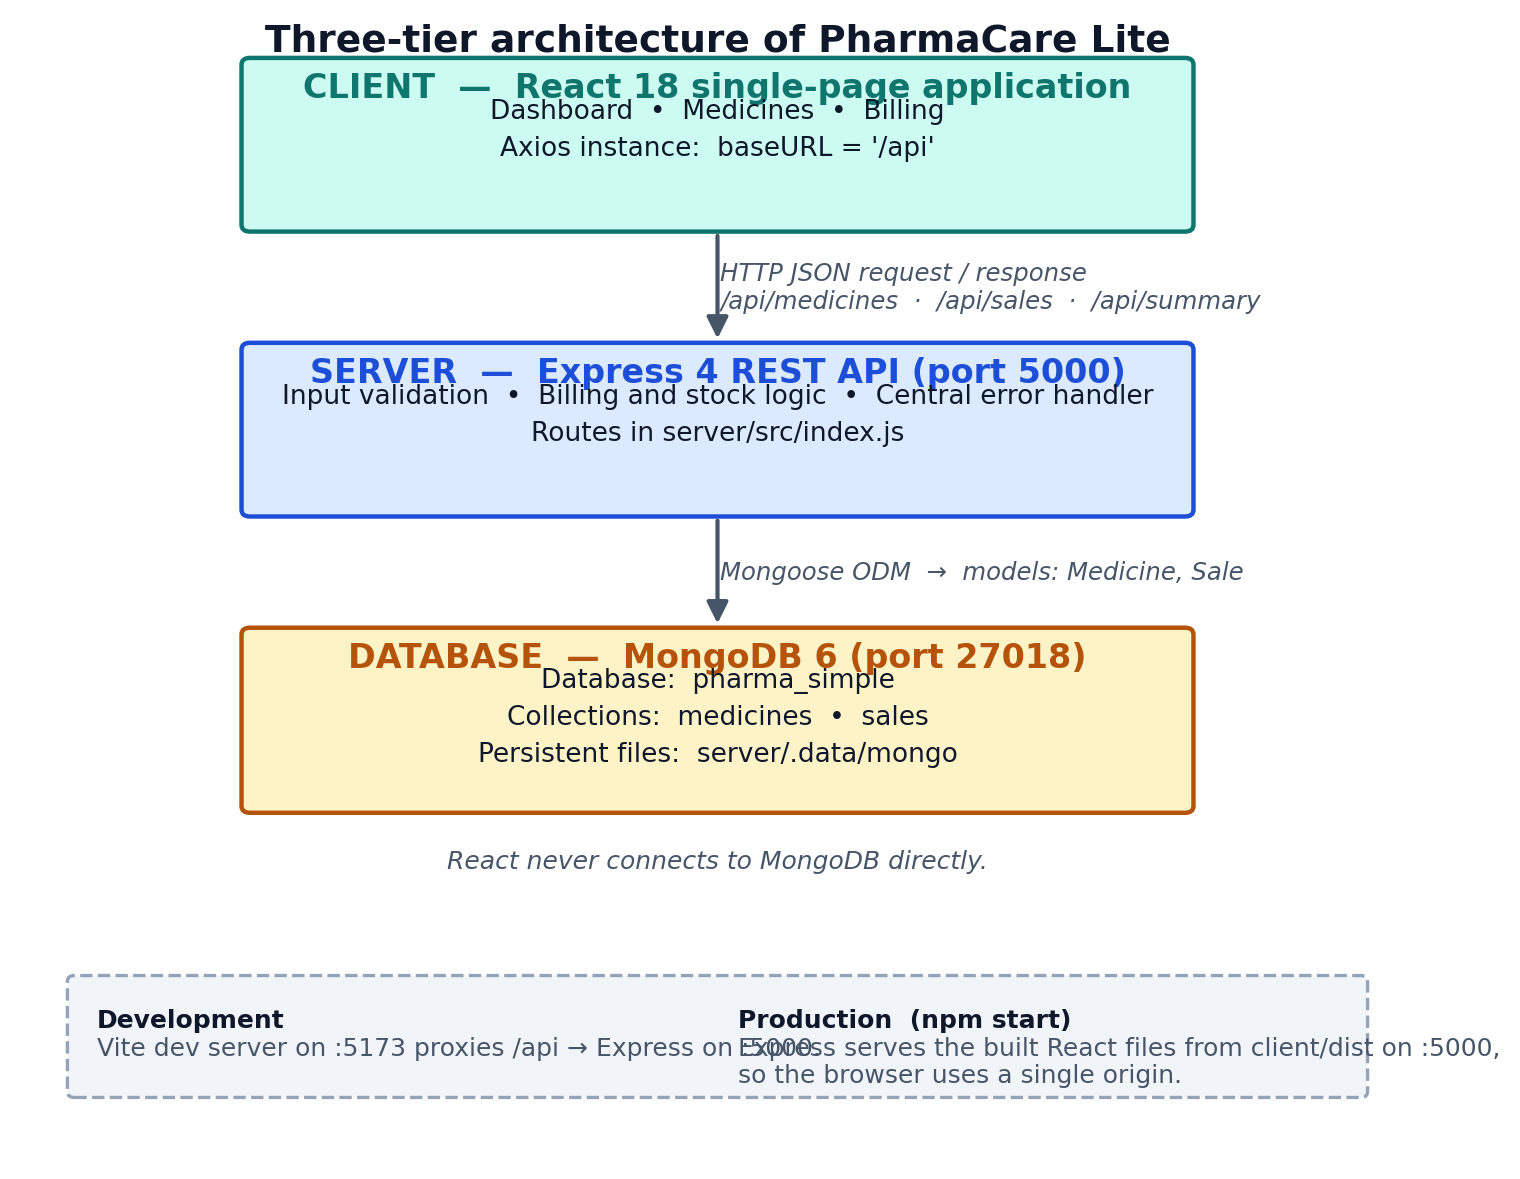 Three-tier architecture of PharmaCare Lite
CLIENT — React 18 single-page application
Dashboard • Medicines • Billing
Axios instance: baseURL = '/api'
HTTP JSON request / response
/api/medicines · /api/sales · /api/summary
SERVER — Express 4 REST API (port 5000)
Input validation • Billing and stock logic • Central error handler
Routes in server/src/index.js
Mongoose ODM → models: Medicine, Sale
DATABASE — MongoDB 6 (port 27018)
Database: pharma_simple
Collections: medicines • sales
Persistent files: server/.data/mongo
React never connects to MongoDB directly.
Development
Vite dev server on :5173 proxies /api → Express on :5000.
Production (npm start)
Express serves the built React files from client/dist on :5000,
so the browser uses a single origin.